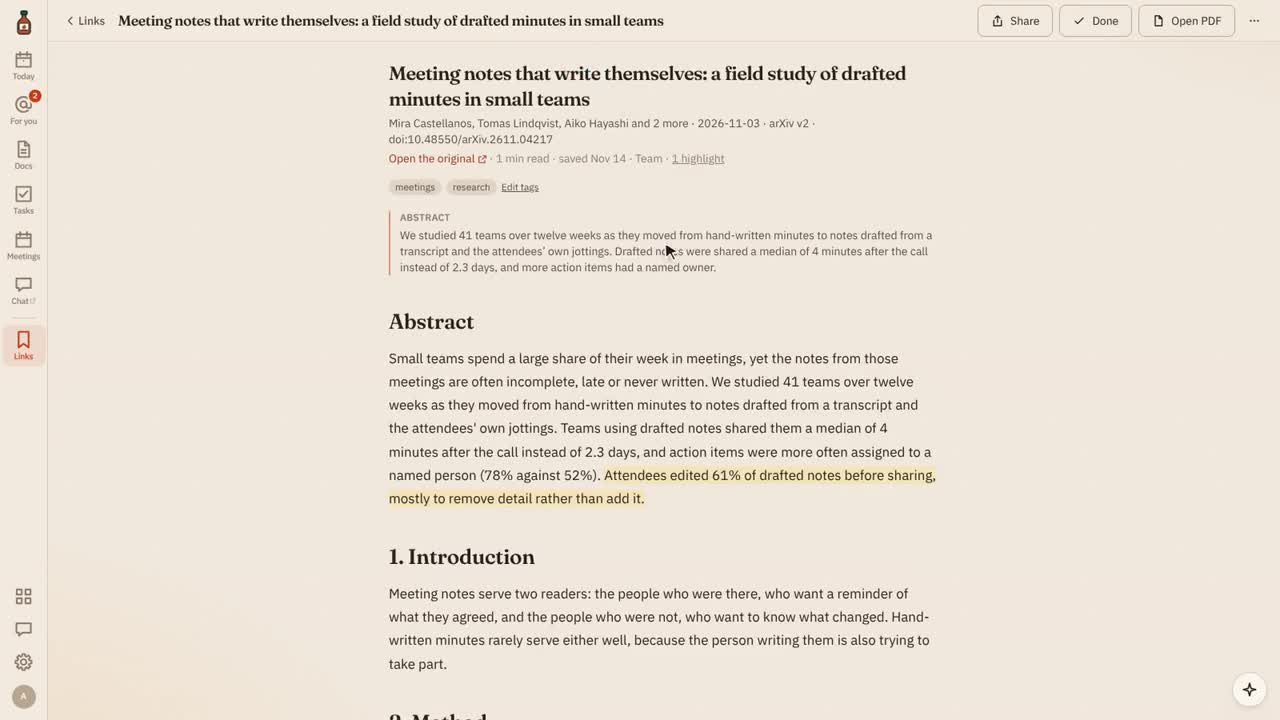 Links
Meeting notes that write themselves: a field study of drafted minutes in small teams
Share
Done
Open PDF
Today
2
For you
Docs
Tasks
Meetings
Chat
Links
A
Meeting notes that write themselves: a field study of drafted
minutes in small teams
Mira Castellanos, Tomas Lindqvist, Aiko Hayashi and 2 more · 2026-11-03 · arXiv v2 ·
doi:10.48550/arXiv.2611.04217
Open the original · 1 min read · saved Nov 14 · Team · 1 highlight
meetings research Edit tags
ABSTRACT
We studied 41 teams over twelve weeks as they moved from hand-written minutes to notes drafted from a
transcript and the attendees' own jottings. Drafted were shared a median of 4 minutes after the call
instead of 2.3 days, and more action items had a named owner.
Abstract
Small teams spend a large share of their week in meetings, yet the notes from those
meetings are often incomplete, late or never written. We studied 41 teams over twelve
weeks as they moved from hand-written minutes to notes drafted from a transcript and
the attendees' own jottings. Teams using drafted notes shared them a median of 4
minutes after the call instead of 2.3 days, and action items were more often assigned to a
named person (78% against 52%). Attendees edited 61% of drafted notes before sharing,
mostly to remove detail rather than add it.
1. Introduction
Meeting notes serve two readers: the people who were there, who want a reminder of
what they agreed, and the people who were not, who want to know what changed. Hand-
written minutes rarely serve either well, because the person writing them is also trying to
take part.
2. Method